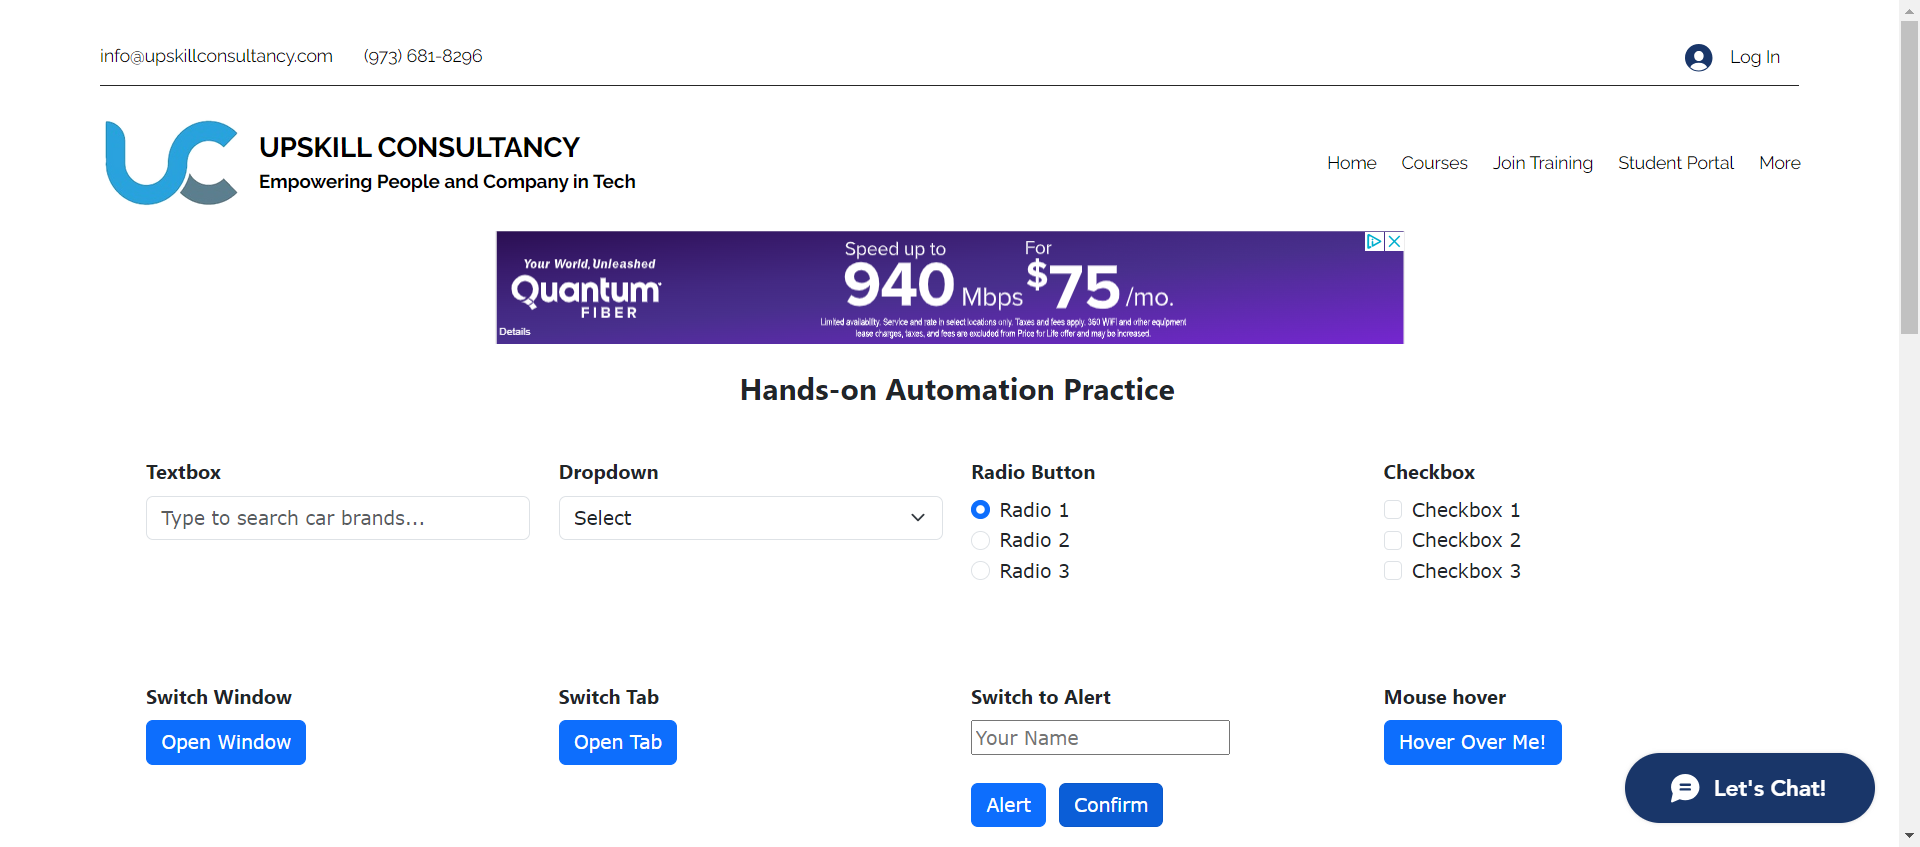 info@upskillconsultancy.com (973) 681-8296 Log In
UC
UPSKILL CONSULTANCY
Empowering People and Company in Tech
Home Courses Join Training Student Portal More
Your World, Unleashed
Quantum
FIBER
Details
Speed up to
940 Mbps
For
$75/mo.
Limited availability. Service and rate in select locations only. Taxes and fees apply. 360 WiFi and other equipment
lease charges, taxes, and fees are excluded from Price for Life offer and may be increased.
Hands-on Automation Practice
Textbox
Type to search car brands...
Dropdown
Select
Radio Button
Radio 1
Radio 2
Radio 3
Checkbox
Checkbox 1
Checkbox 2
Checkbox 3
Switch Window
Open Window
Switch Tab
Open Tab
Switch to Alert
Your Name
Alert Confirm
Mouse hover
Hover Over Me!
Let's Chat!